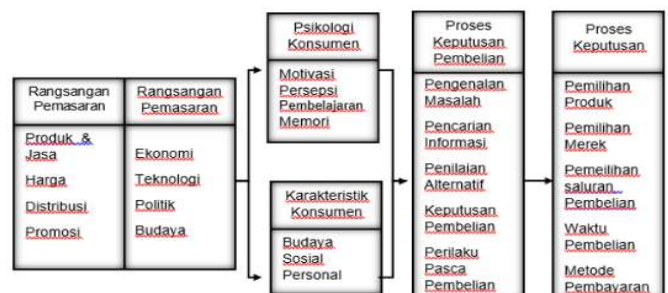 Rangsangan
Pemasaran
Produk &
Jasa
Harga
Distribusi
Promosi
Rangsangan
Pemasaran
Ekonomi
Teknologi
Politik
Budaya
Psikologi
Konsumen
Motivasi
Persepsi
Pembelajaran
Memori
Karakteristik
Konsumen
Budaya
Sosial
Personal
Proses
Keputusan
Pembelian
Pengenalan
Masalah
Pencarian
Informasi
Penilaian
Alternatif
Keputusan
Pembelian
Perilaku
Pasca
Pembelian
Proses
Keputusan
Pemilihan
Produk
Pemilihan
Merek
Pemeilihan
saluran
Pembelian
Waktu
Pembelian
Metode
Pembayaran